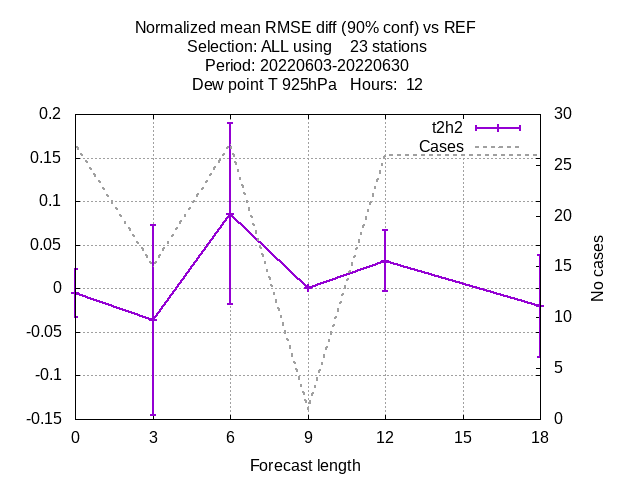 Normalized mean RMSE diff (90% conf) vs REF
Selection: ALL using    23 stations
Period: 20220603-20220630
Dew point T 925hPa   Hours:  12
0.2
0.15
0.1
0.05
0
-0.05
-0.1
-0.15
30
25
20
15
10
5
0
t2h2
Cases
No cases
0 3 6 9 12 15 18
Forecast length